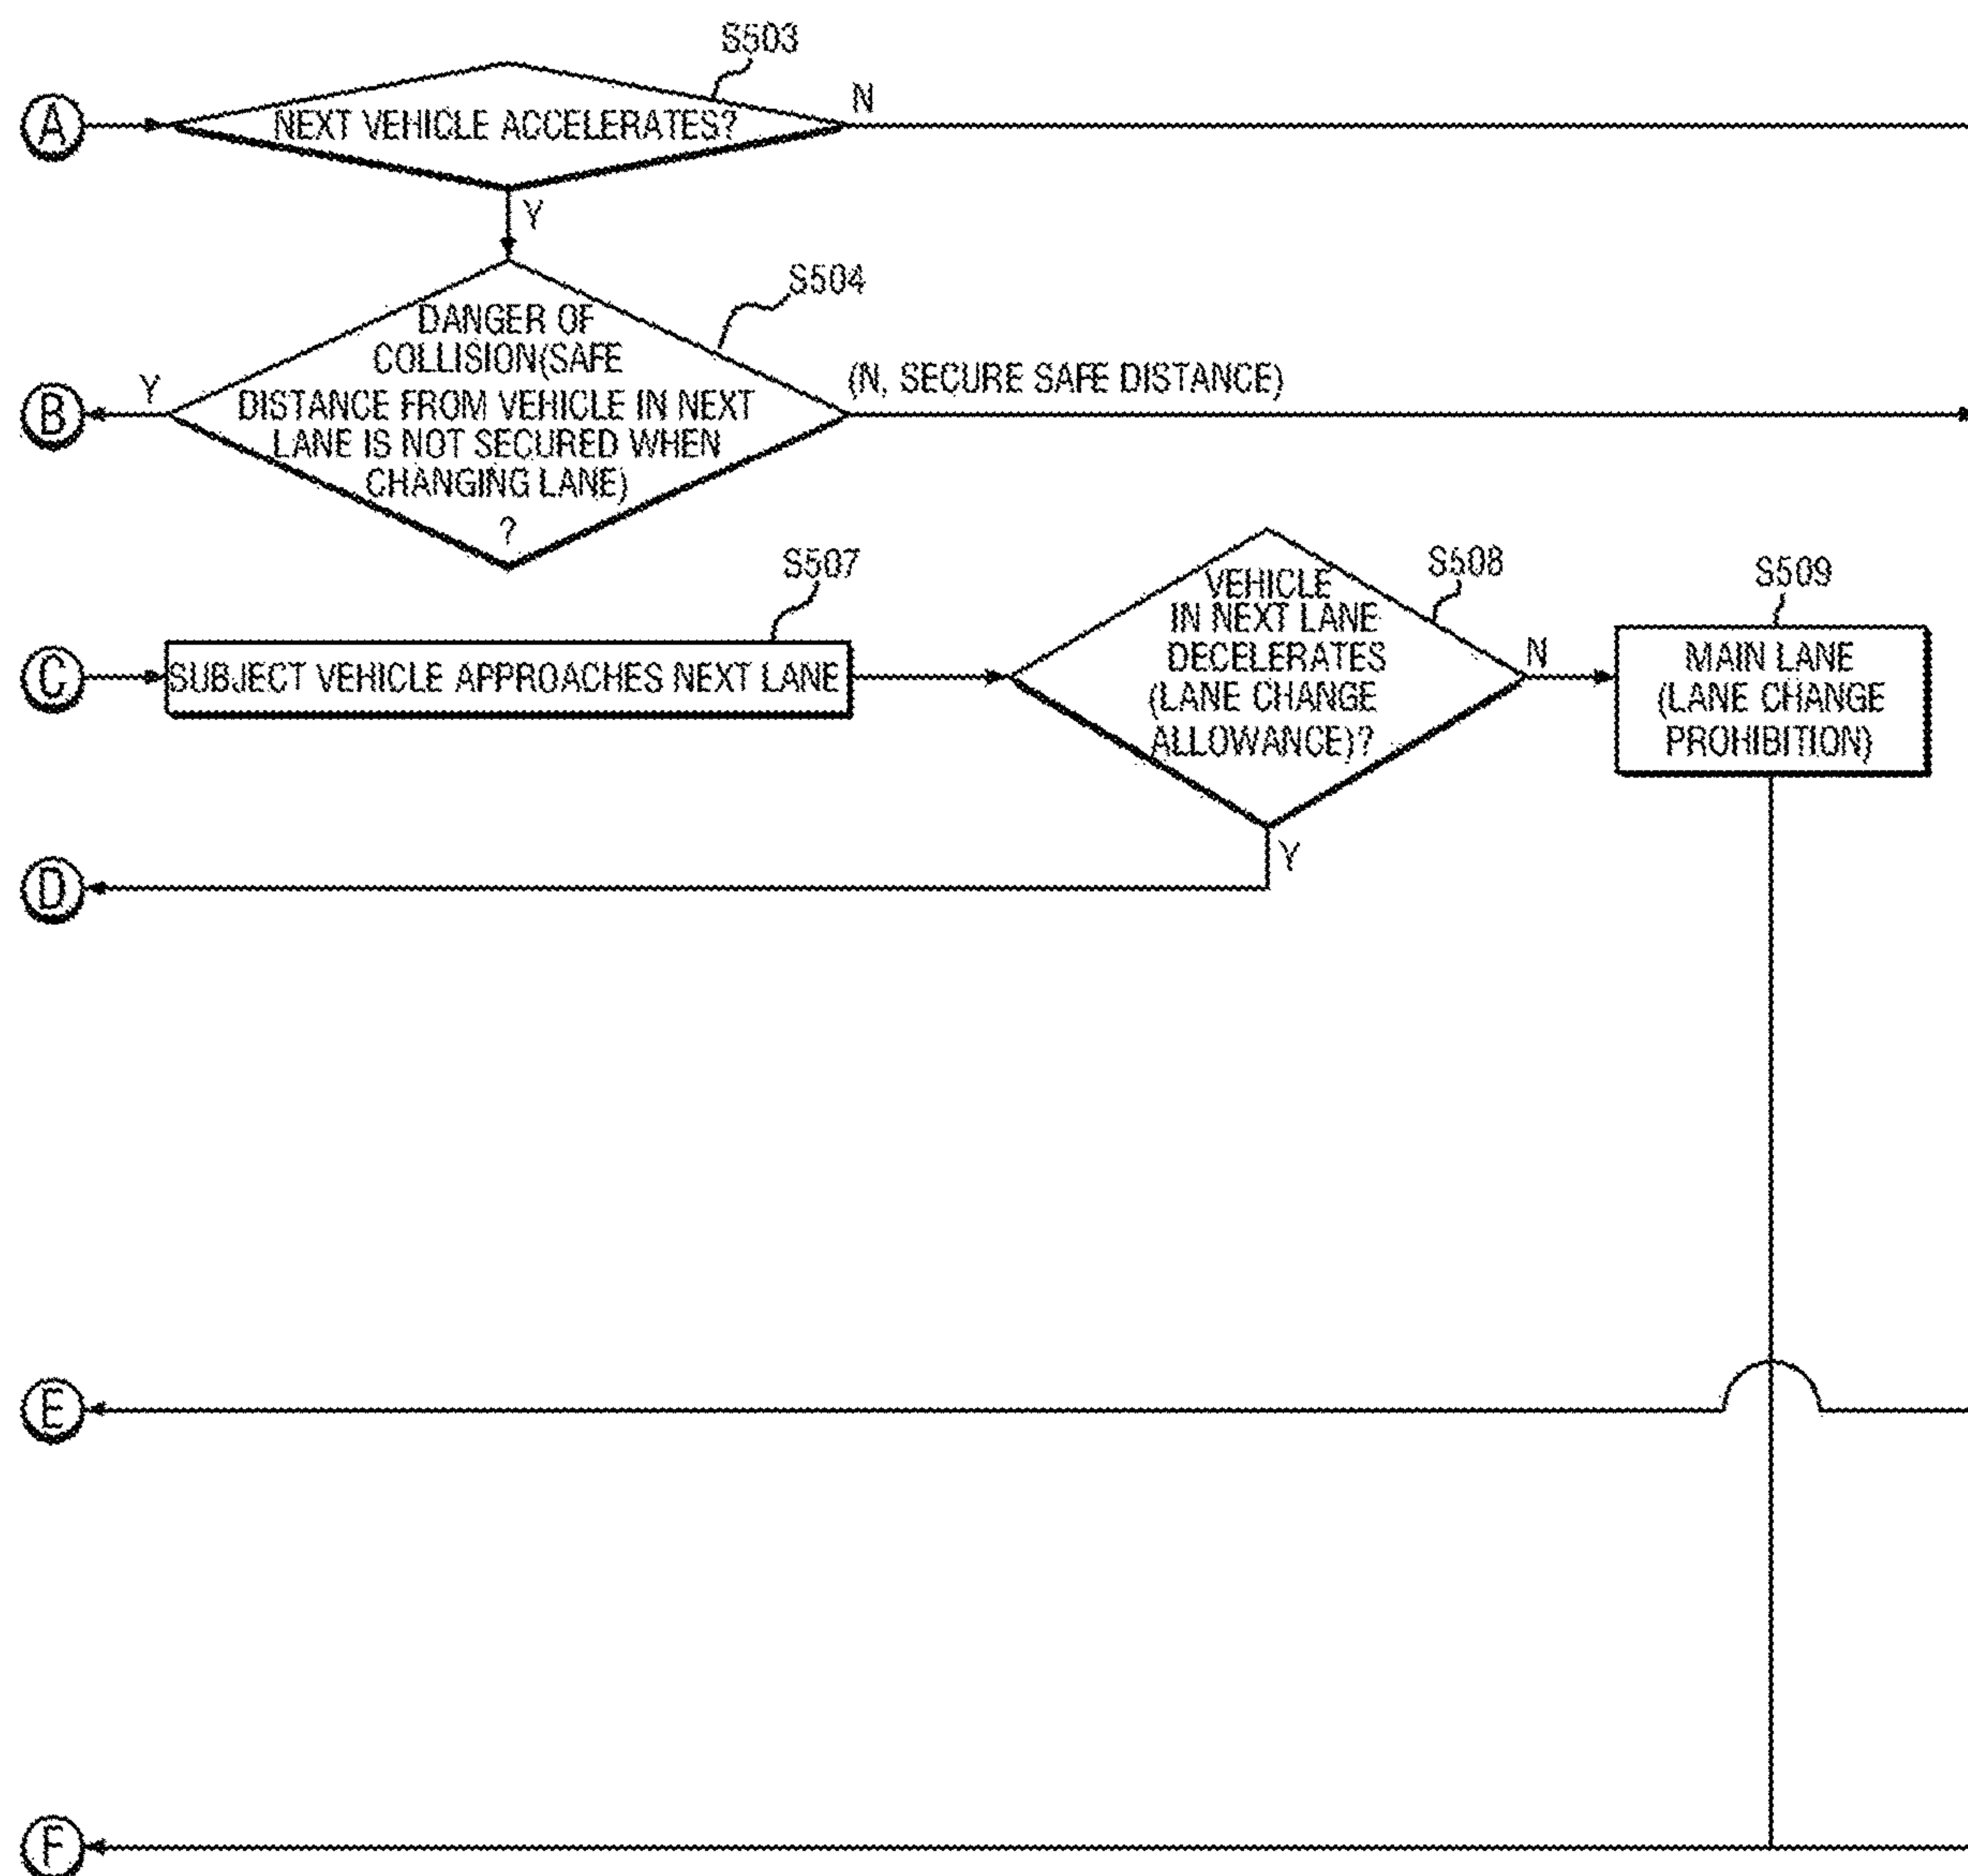 S503
A
NEXT VEHICLE ACCELERATES?
N
Y
S504
DANGER OF
COLLISION(SAFE
DISTANCE FROM VEHICLE IN NEXT
LANE IS NOT SECURED WHEN
CHANGING LANE)
?
Y
B
(N, SECURE SAFE DISTANCE)
S507
C
SUBJECT VEHICLE APPROACHES NEXT LANE
S508
VEHICLE
IN NEXT LANE
DECELERATES
(LANE CHANGE
ALLOWANCE)?
N
Y
S509
MAIN LANE
(LANE CHANGE
PROHIBITION)
D
E
F